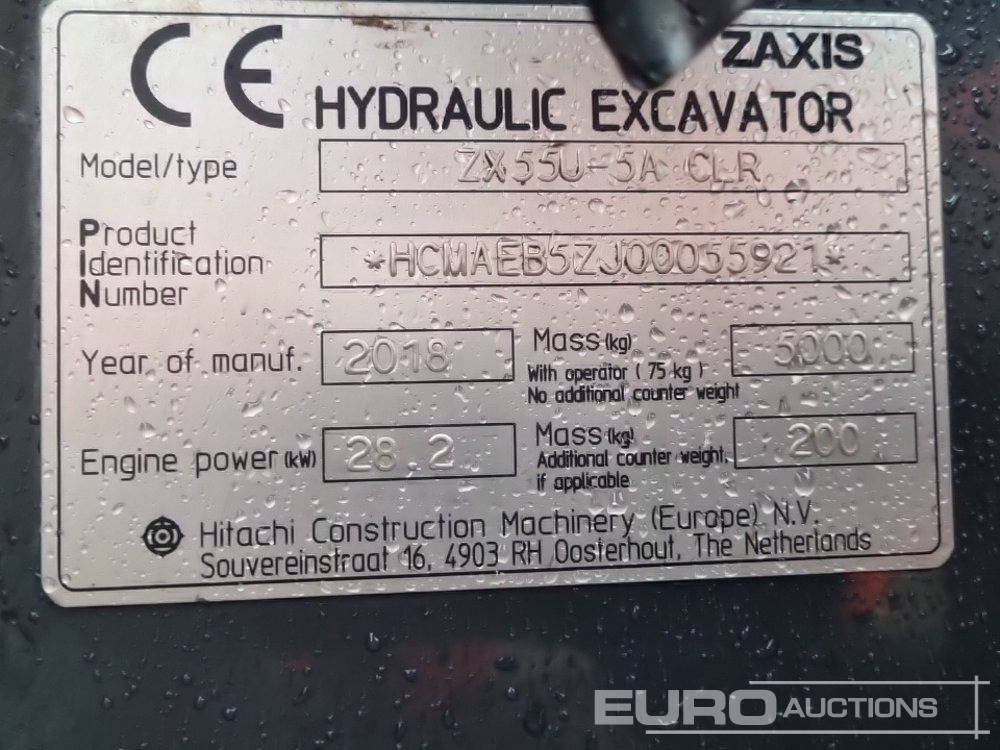 CE ZAXIS
HYDRAULIC EXCAVATOR
Model/type ZX55U-5A CLR
Product
Identification *HCMAEB5ZJ00055921*
Number
Year of manuf. 2018 Mass (kg) 5000
With operator (75 kg)
No additional counter weight
Engine power (kW) 28.2 Mass (kg) 200
Additional counter weight,
if applicable
Hitachi Construction Machinery (Europe) N.V.
Souvereinstraat 16, 4903 RH Oosterhout, The Netherlands
EURO AUCTIONS